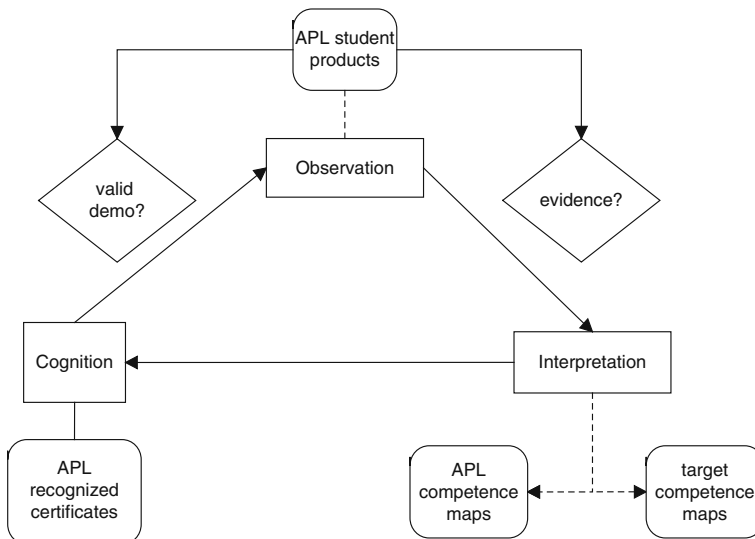 APL student
products
Observation
valid
demo?
evidence?
Cognition
Interpretation
APL
recognized
certificates
APL
competence
maps
target
competence
maps